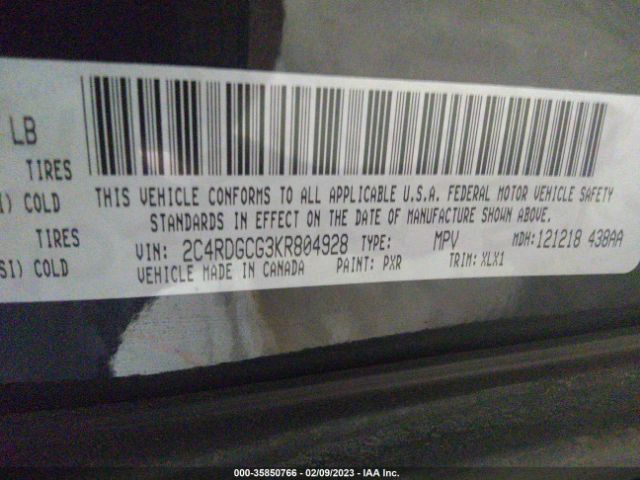 LB
TIRES
I) COLD
TIRES
SI) COLD
THIS VEHICLE CONFORMS TO ALL APPLICABLE U.S.A. FEDERAL MOTOR VEHICLE SAFETY
STANDARDS IN EFFECT ON THE DATE OF MANUFACTURE SHOWN ABOVE.
VIN: 2C4RDGCG3KR804928 TYPE: MPV MDH:121218 438AA
VEHICLE MADE IN CANADA PAINT: PXR TRIM: XLX1
000-35850766 - 02/09/2023 - IAA Inc.